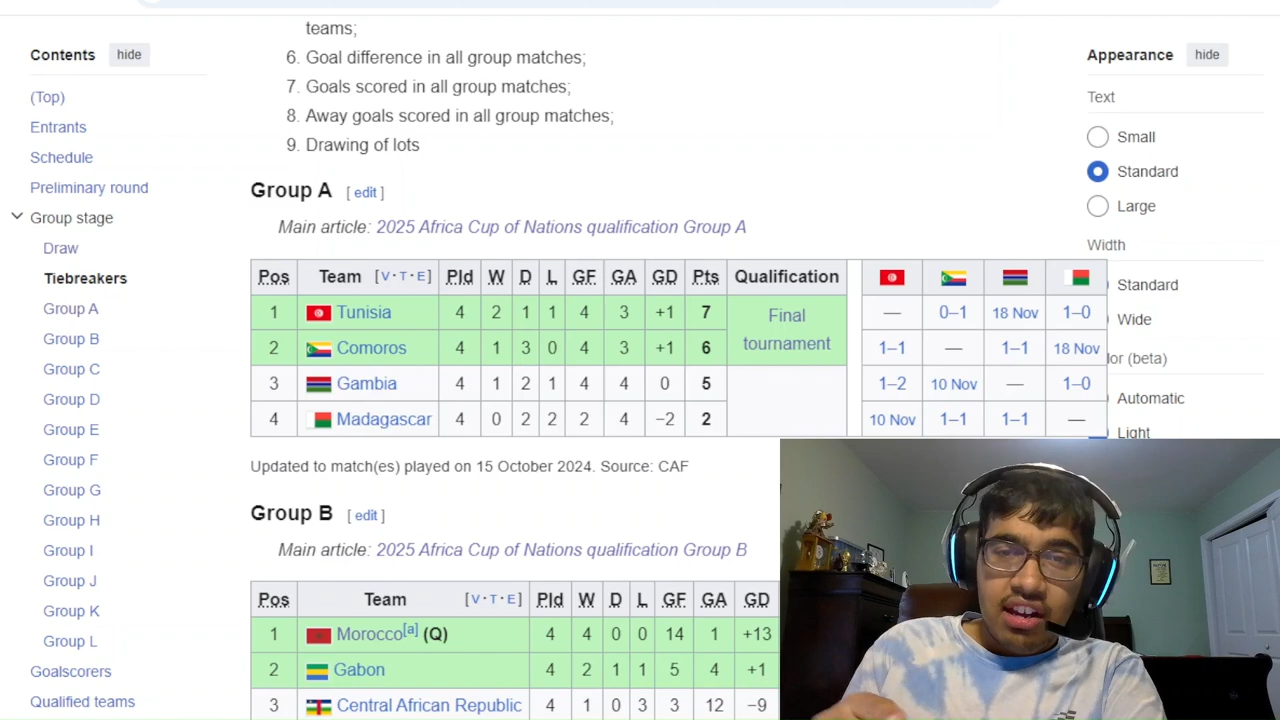 teams;
6. Goal difference in all group matches;
7. Goals scored in all group matches;
8. Away goals scored in all group matches;
9. Drawing of lots
Contents hide
(Top)
Entrants
Schedule
Preliminary round
Group stage
Draw
Tiebreakers
Group A
Group B
Group C
Group D
Group E
Group F
Group G
Group H
Group I
Group J
Group K
Group L
Goalscorers
Qualified teams
Group A [ edit ]
Main article: 2025 Africa Cup of Nations qualification Group A
Pos Team [V·T·E] Pld W D L GF GA GD Pts Qualification
1 Tunisia 4 2 1 1 4 3 +1 7 Final tournament — 0–1 18 Nov 1–0
2 Comoros 4 1 3 0 4 3 +1 6 1–1 — 1–1 18 Nov
3 Gambia 4 1 2 1 4 4 0 5 1–2 10 Nov — 1–0
4 Madagascar 4 0 2 2 2 4 −2 2 10 Nov 1–1 1–1 —
Updated to match(es) played on 15 October 2024. Source: CAF
Group B [ edit ]
Main article: 2025 Africa Cup of Nations qualification Group B
Pos Team [V·T·E] Pld W D L GF GA GD
1 Morocco[a] (Q) 4 4 0 0 14 1 +13
2 Gabon 4 2 1 1 5 4 +1
3 Central African Republic 4 1 0 3 3 12 −9
Appearance hide
Text
Small
Standard
Large
Width
Standard
Wide
(beta)
Automatic
Light